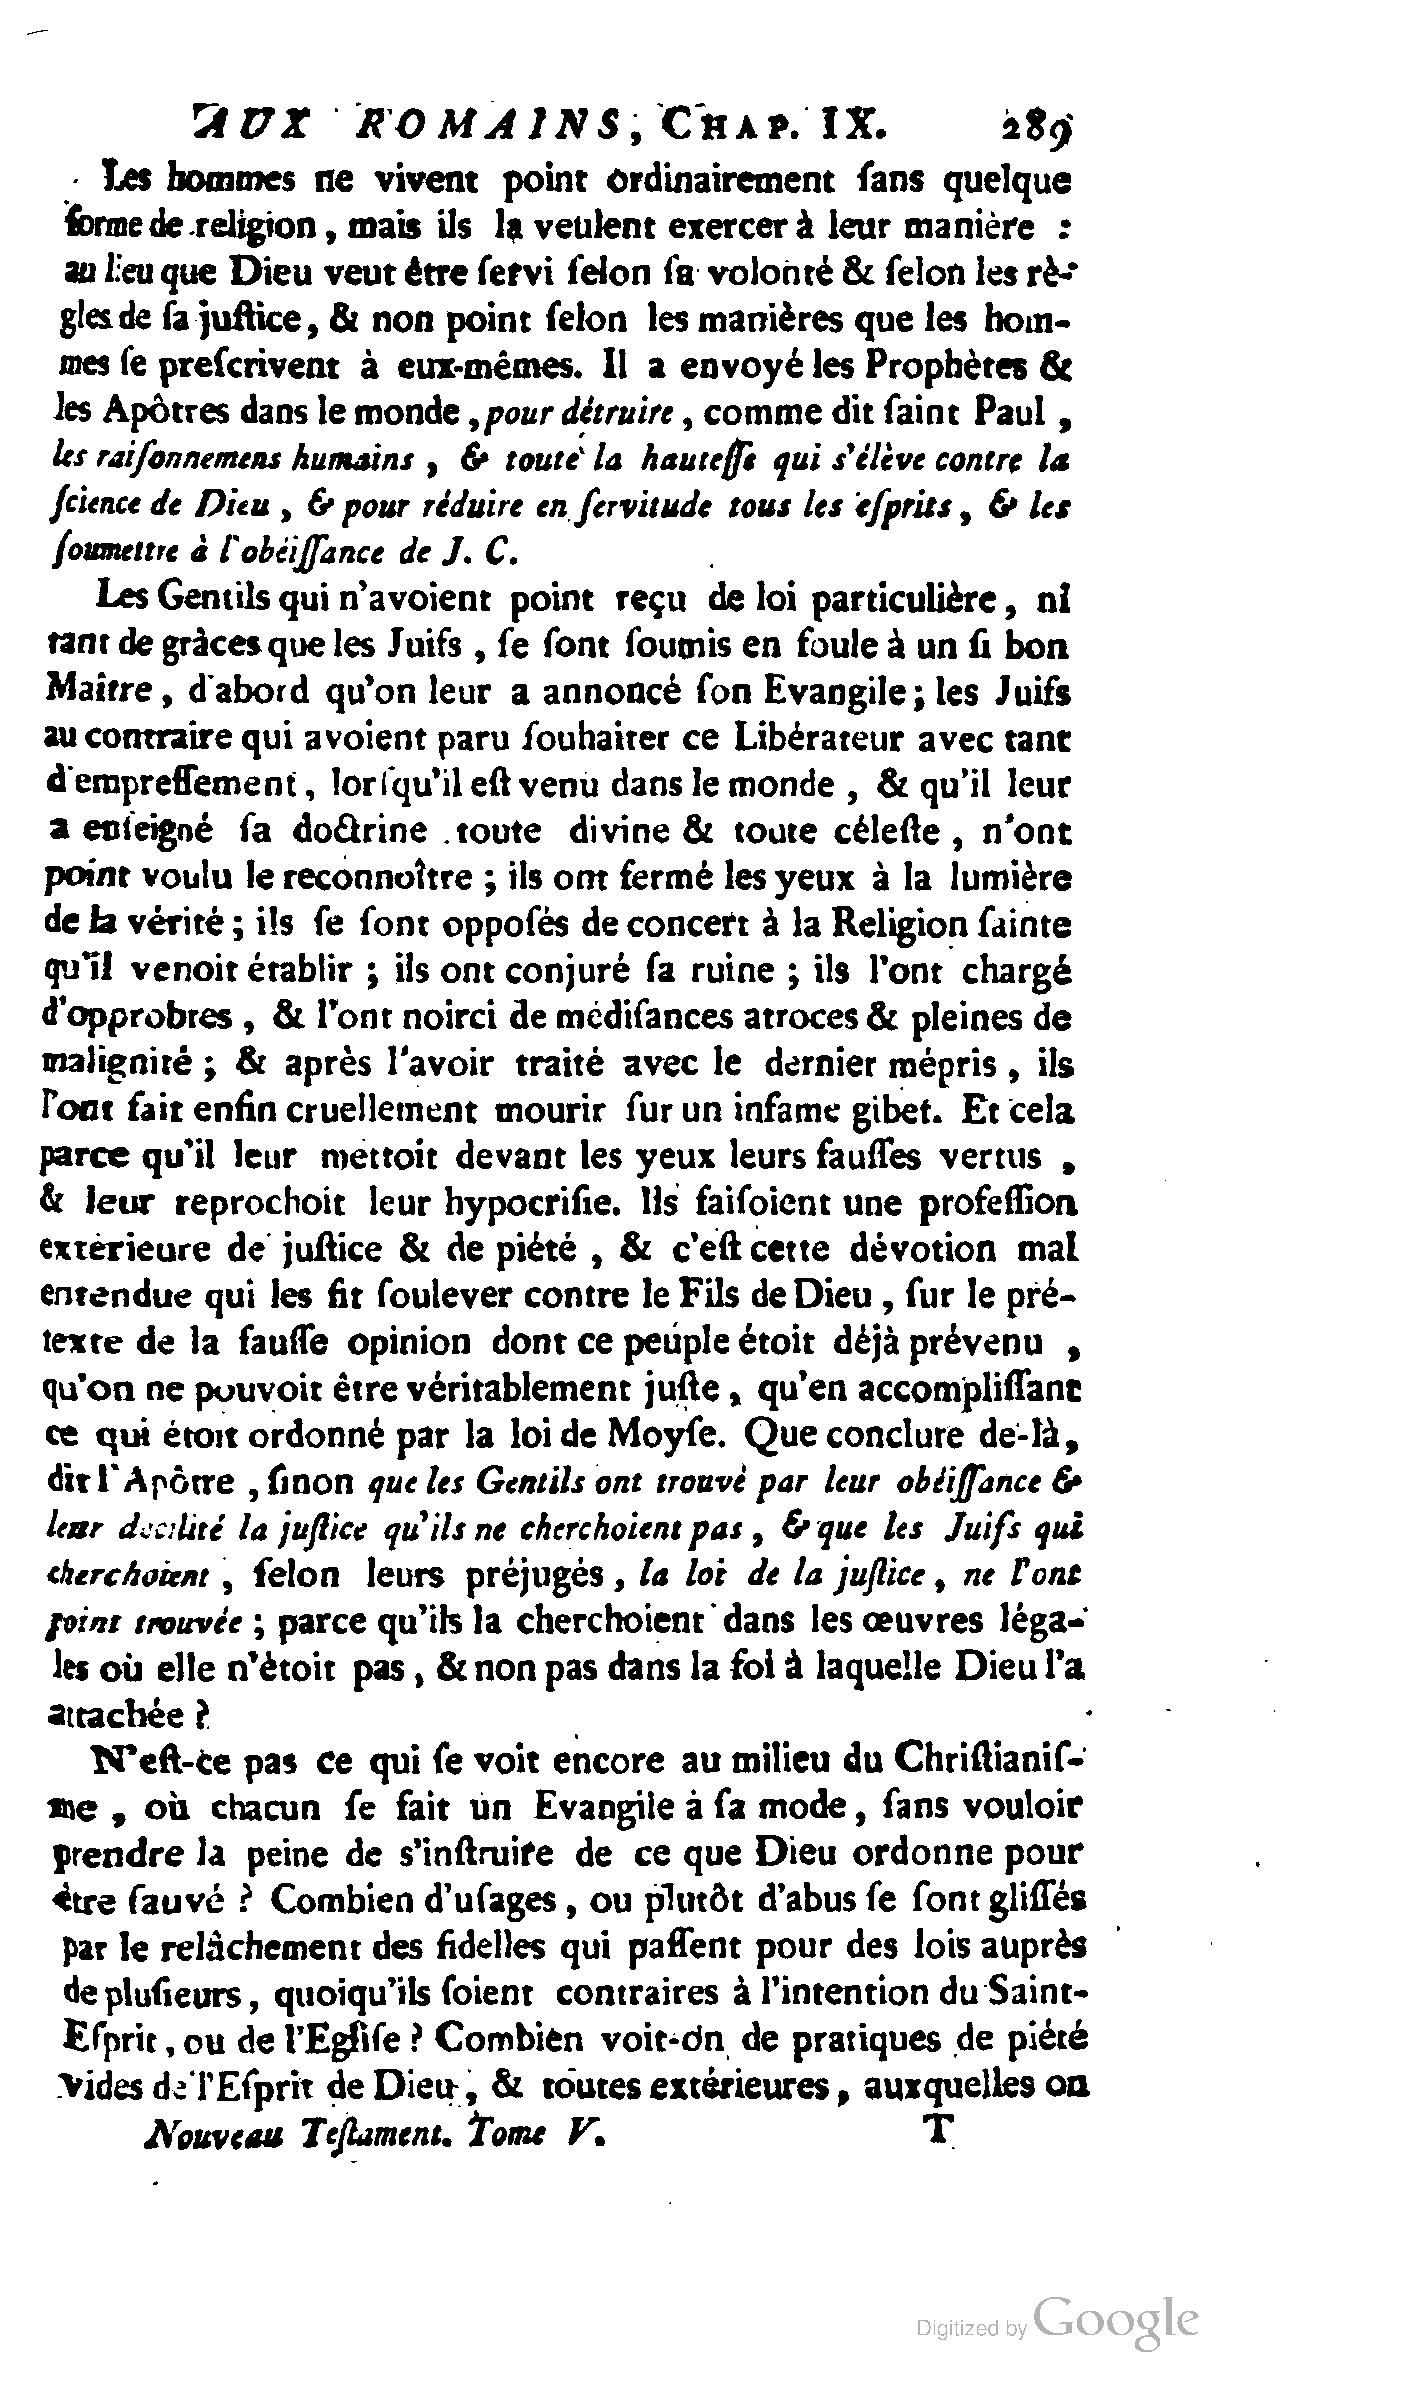 AUX ROMAINS, CHAP. IX. 289
Les hommes ne vivent point ordinairement ſans quelque
forme de religion, mais ils la veulent exercer à leur manière :
au lieu que Dieu veut être ſervi ſelon ſa volonté & ſelon les rè-
gles de ſa juſtice, & non point ſelon les manières que les hom-
mes ſe preſcrivent à eux-mêmes. Il a envoyé les Prophètes &
les Apôtres dans le monde, pour détruire, comme dit ſaint Paul,
les raiſonnemens humains, & toute la hauteſſe qui s'élève contre la
ſcience de Dieu, & pour réduire en ſervitude tous les eſprits, & les
ſoumettre à l'obéiſſance de J. C.
Les Gentils qui n'avoient point reçu de loi particulière, ni
tant de grâces que les Juifs, ſe ſont ſoumis en foule à un ſi bon
Maître, d'abord qu'on leur a annoncé ſon Evangile; les Juifs
au contraire qui avoient paru ſouhaiter ce Libérateur avec tant
d'empreſſement, lorſqu'il eſt venu dans le monde, & qu'il leur
a enſeigné ſa doctrine toute divine & toute céleſte, n'ont
point voulu le reconnoître ; ils ont fermé les yeux à la lumière
de la vérité; ils ſe ſont oppoſés de concert à la Religion ſainte
qu'il venoit établir ; ils ont conjuré ſa ruine ; ils l'ont chargé
d'opprobres, & l'ont noirci de médiſances atroces & pleines de
malignité ; & après l'avoir traité avec le dernier mépris, ils
l'ont fait enfin cruellement mourir ſur un infame gibet. Et cela
parce qu'il leur mettoit devant les yeux leurs fauſſes vertus,
& leur reprochoit leur hypocriſie. Ils faiſoient une profeſſion
extérieure de juſtice & de piété, & c'eſt cette dévotion mal
entendue qui les fit ſoulever contre le Fils de Dieu, ſur le pré-
texte de la fauſſe opinion dont ce peuple étoit déjà prévenu,
qu'on ne pouvoit être véritablement juſte, qu'en accompliſſant
ce qui étoit ordonné par la loi de Moyſe. Que conclure de-là,
dit l'Apôtre, ſinon que les Gentils ont trouvé par leur obéiſſance &
leur docilité la juſtice qu'ils ne cherchoient pas, & que les Juifs qui
cherchoient, ſelon leurs préjugés, la loi de la juſtice, ne l'ont
point trouvée ; parce qu'ils la cherchoient dans les œuvres léga-
les où elle n'étoit pas, & non pas dans la foi à laquelle Dieu l'a
attachée ?
N'eſt-ce pas ce qui ſe voit encore au milieu du Chriſtianiſ-
me, où chacun ſe fait un Evangile à ſa mode, ſans vouloir
prendre la peine de s'inſtruire de ce que Dieu ordonne pour
être ſauvé ? Combien d'uſages, ou plutôt d'abus ſe ſont gliſſés
par le relâchement des fidelles qui paſſent pour des lois auprès
de pluſieurs, quoiqu'ils ſoient contraires à l'intention du Saint-
Eſprit, ou de l'Egliſe ? Combien voit-on de pratiques de piété
vides de l'Eſprit de Dieu, & toutes extérieures, auxquelles on
Nouveau Teſtament. Tome V. T
Digitized by Google